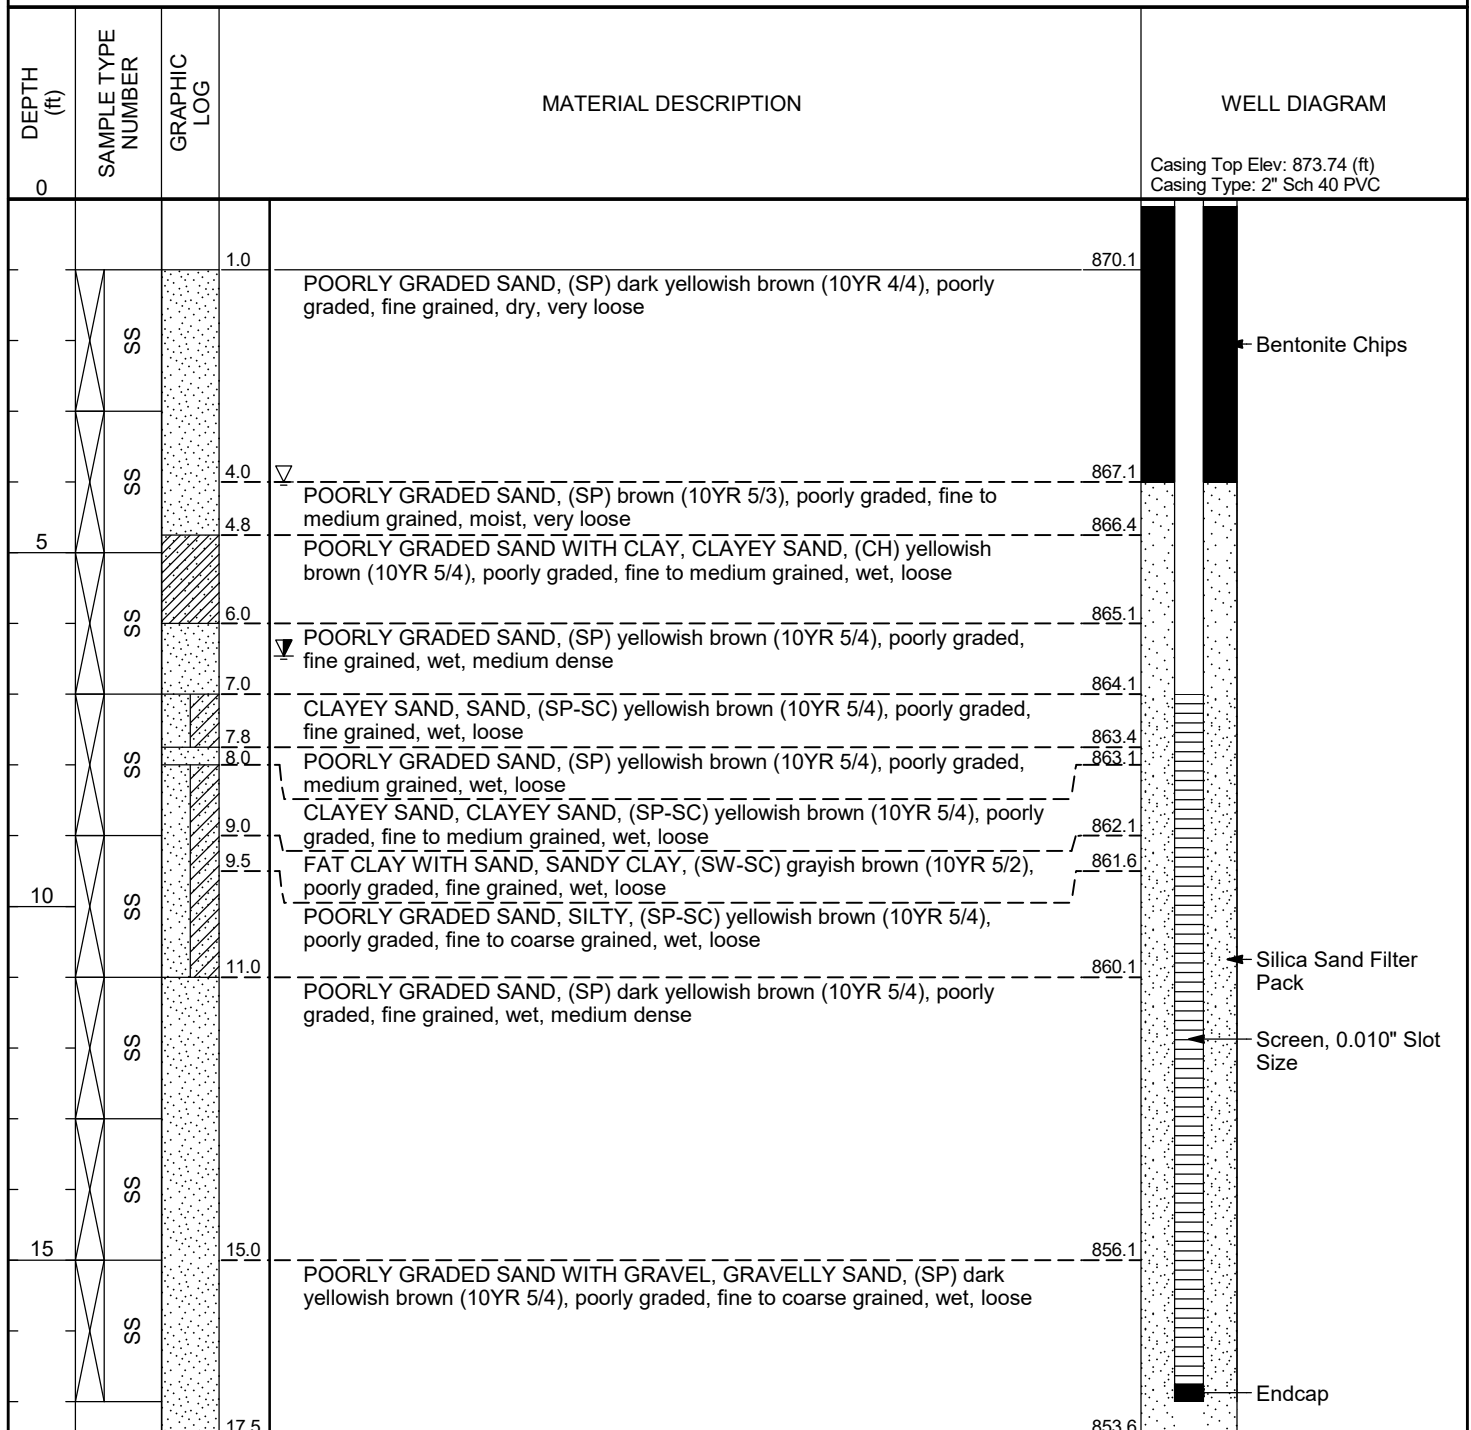 DEPTH
(ft)
SAMPLE TYPE
NUMBER
GRAPHIC
LOG
MATERIAL DESCRIPTION
WELL DIAGRAM
Casing Top Elev: 873.74 (ft)
Casing Type: 2" Sch 40 PVC
0
1.0
870.1
POORLY GRADED SAND, (SP) dark yellowish brown (10YR 4/4), poorly
graded, fine grained, dry, very loose
SS
Bentonite Chips
4.0
867.1
SS
POORLY GRADED SAND, (SP) brown (10YR 5/3), poorly graded, fine to
medium grained, moist, very loose
4.8
866.4
5
POORLY GRADED SAND WITH CLAY, CLAYEY SAND, (CH) yellowish
brown (10YR 5/4), poorly graded, fine to medium grained, wet, loose
6.0
865.1
SS
POORLY GRADED SAND, (SP) yellowish brown (10YR 5/4), poorly graded,
fine grained, wet, medium dense
7.0
864.1
CLAYEY SAND, SAND, (SP-SC) yellowish brown (10YR 5/4), poorly graded,
fine grained, wet, loose
7.8
863.4
8.0
863.1
SS
POORLY GRADED SAND, (SP) yellowish brown (10YR 5/4), poorly graded,
medium grained, wet, loose
CLAYEY SAND, CLAYEY SAND, (SP-SC) yellowish brown (10YR 5/4), poorly
graded, fine to medium grained, wet, loose
9.0
862.1
FAT CLAY WITH SAND, SANDY CLAY, (SW-SC) grayish brown (10YR 5/2),
poorly graded, fine grained, wet, loose
9.5
861.6
10
SS
POORLY GRADED SAND, SILTY, (SP-SC) yellowish brown (10YR 5/4),
poorly graded, fine to coarse grained, wet, loose
11.0
860.1
Silica Sand Filter
Pack
POORLY GRADED SAND, (SP) dark yellowish brown (10YR 5/4), poorly
graded, fine grained, wet, medium dense
SS
Screen, 0.010" Slot
Size
SS
15
15.0
856.1
POORLY GRADED SAND WITH GRAVEL, GRAVELLY SAND, (SP) dark
yellowish brown (10YR 5/4), poorly graded, fine to coarse grained, wet, loose
SS
Endcap
17.5
853.6